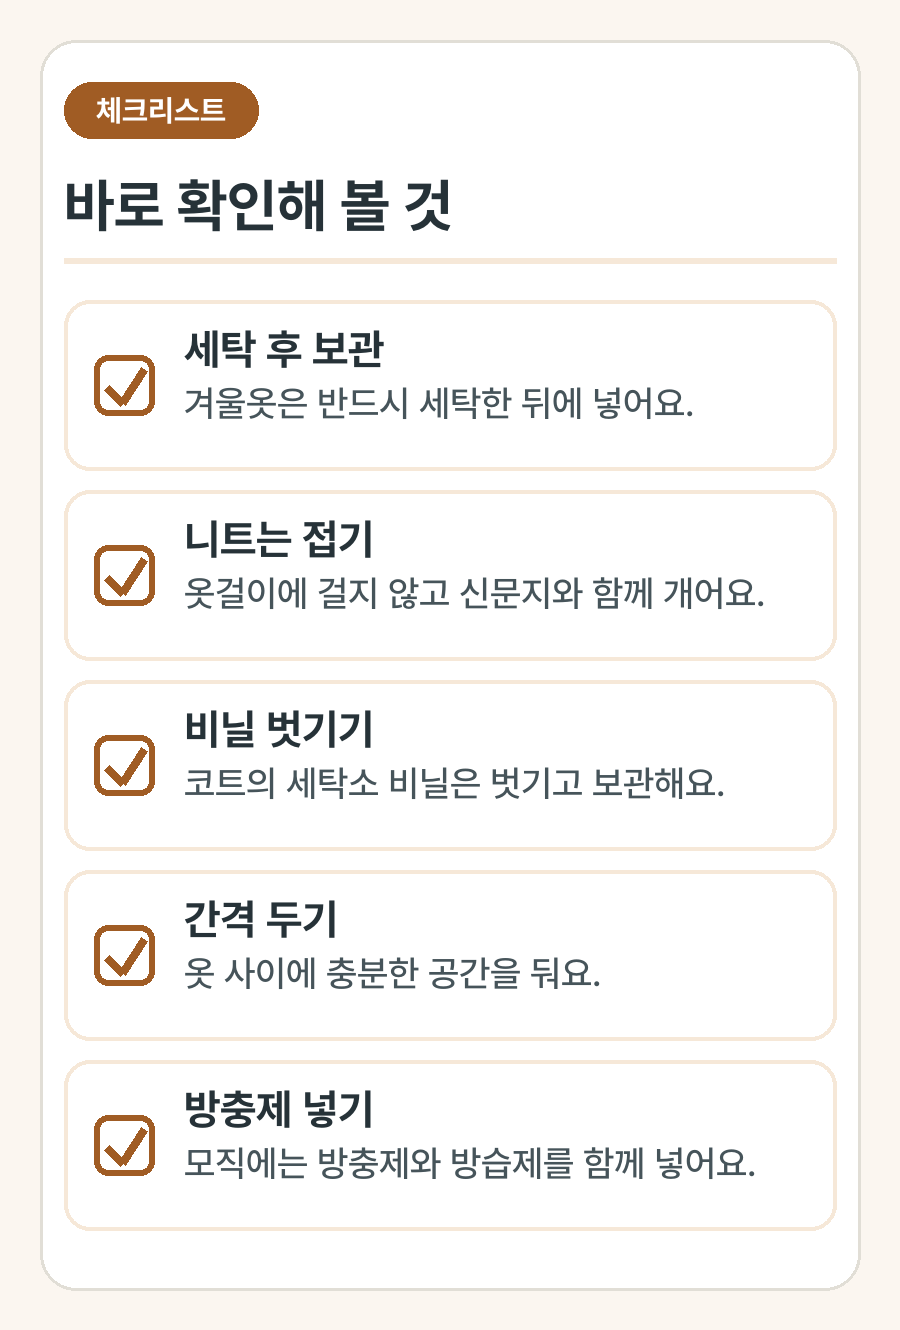 체크리스트
바로 확인해 볼 것
세탁 후 보관
겨울옷은 반드시 세탁한 뒤에 넣어요.
니트는 접기
옷걸이에 걸지 않고 신문지와 함께 개어요.
비닐 벗기기
코트의 세탁소 비닐은 벗기고 보관해요.
간격 두기
옷 사이에 충분한 공간을 둬요.
방충제 넣기
모직에는 방충제와 방습제를 함께 넣어요.